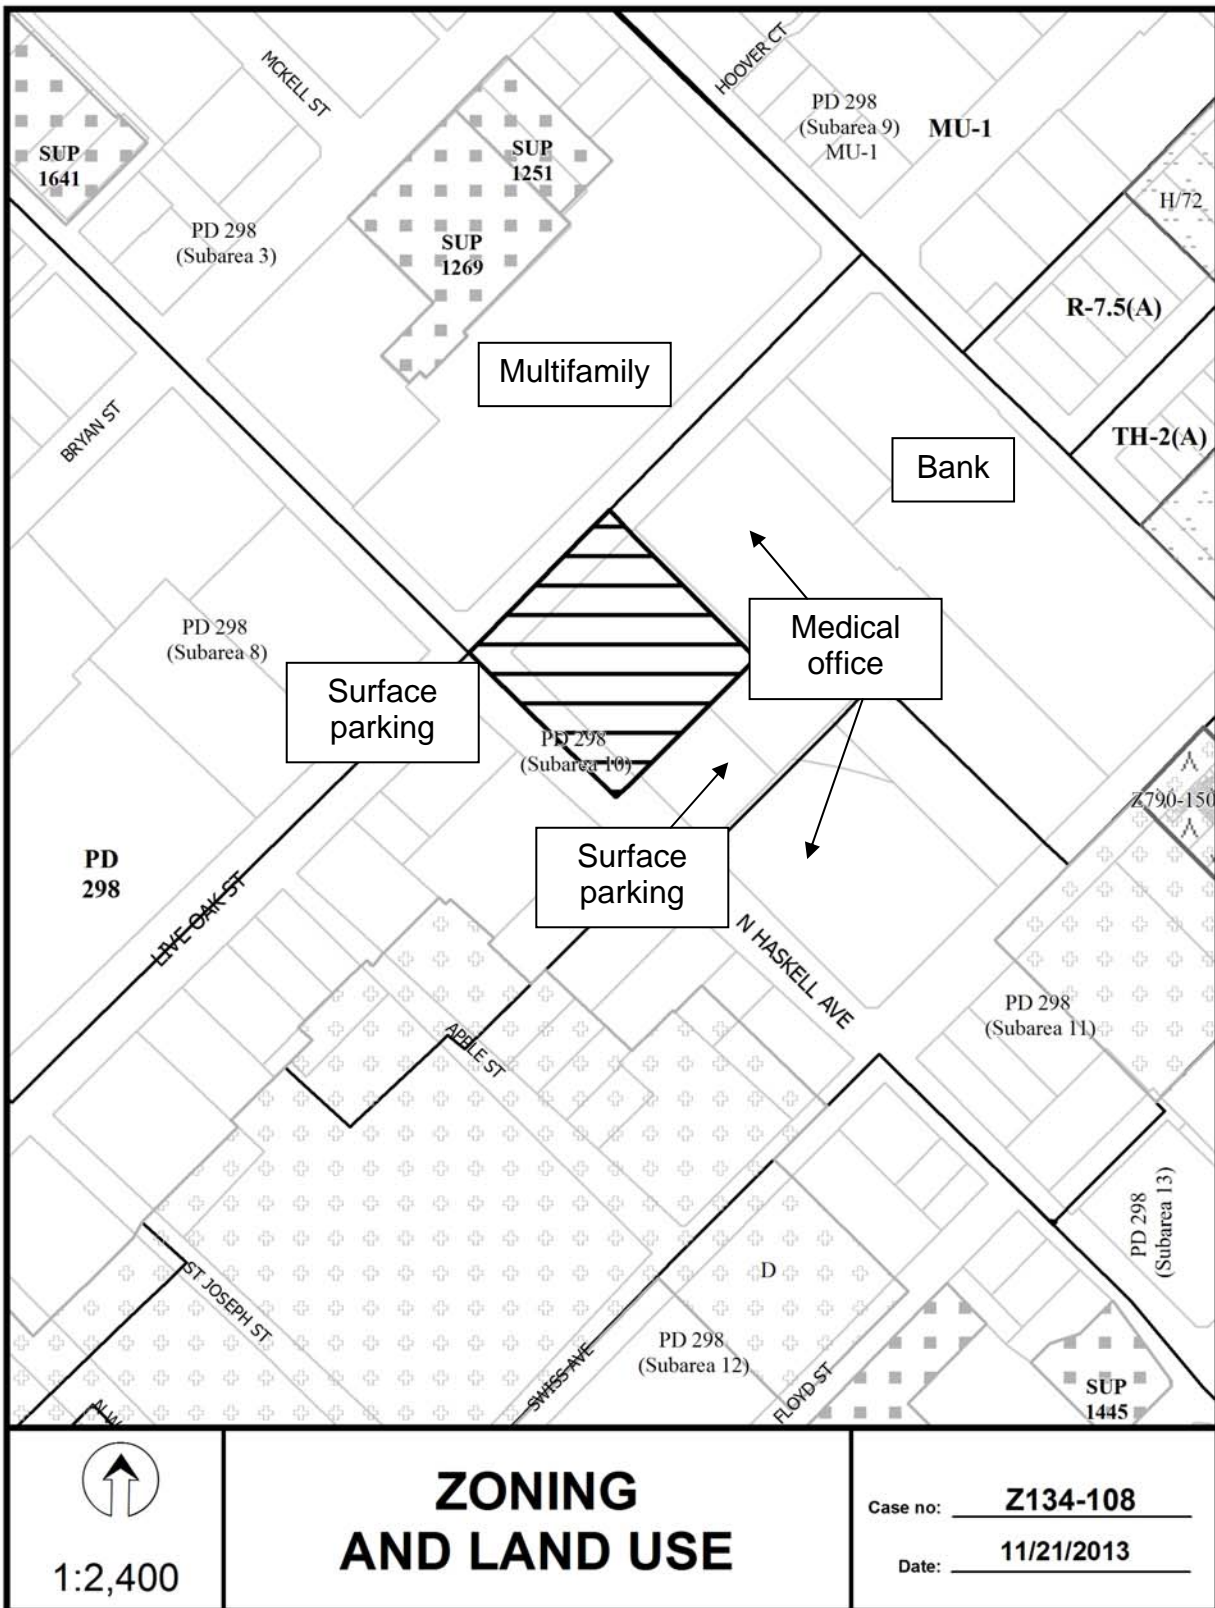 HOOVER CT
MCKELL ST
PD 298
(Subarea 9)
MU-1
MU-1
SUP
1641
SUP
1251
H/72
PD 298
(Subarea 3)
SUP
1269
R-7.5(A)
Multifamily
BRYAN ST
TH-2(A)
Bank
PD 298
(Subarea 8)
Medical
office
Surface
parking
PD 298
(Subarea 10)
Z790-150
PD
298
LIVE OAK ST
Surface
parking
N HASKELL AVE
PD 298
(Subarea 11)
APPLE ST
PD 298
(Subarea 13)
ST JOSEPH ST
D
PD 298
(Subarea 12)
SWISS AVE
FLOYD ST
SUP
1445
1:2,400
ZONING
AND LAND USE
Case no: Z134-108
Date: 11/21/2013